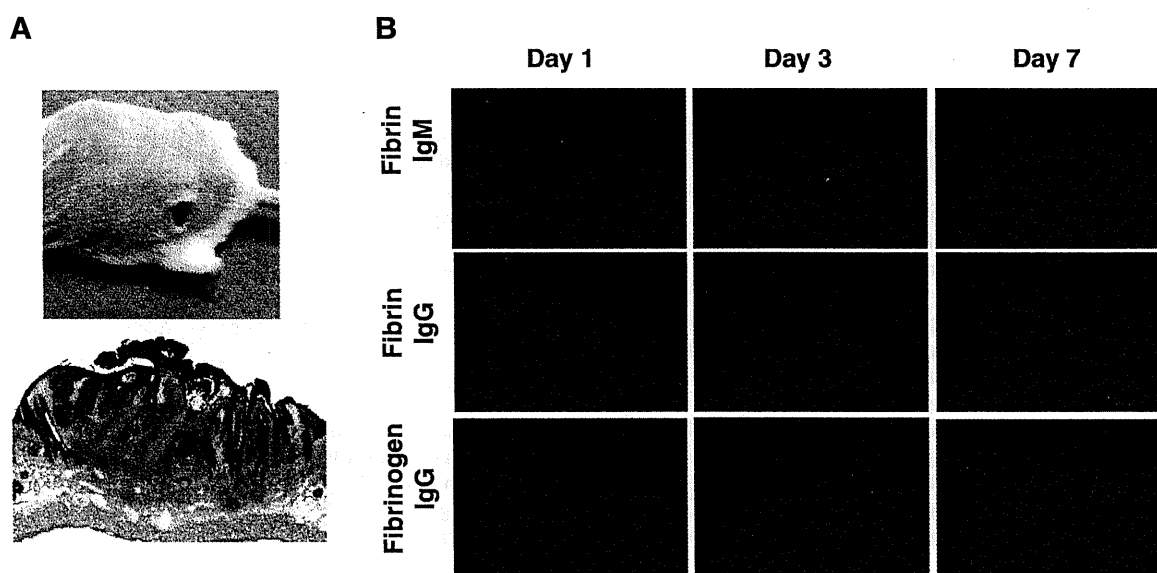 A
B
Day 1
Day 3
Day 7
Fibrin
IgM
Fibrin
IgG
Fibrinogen
IgG